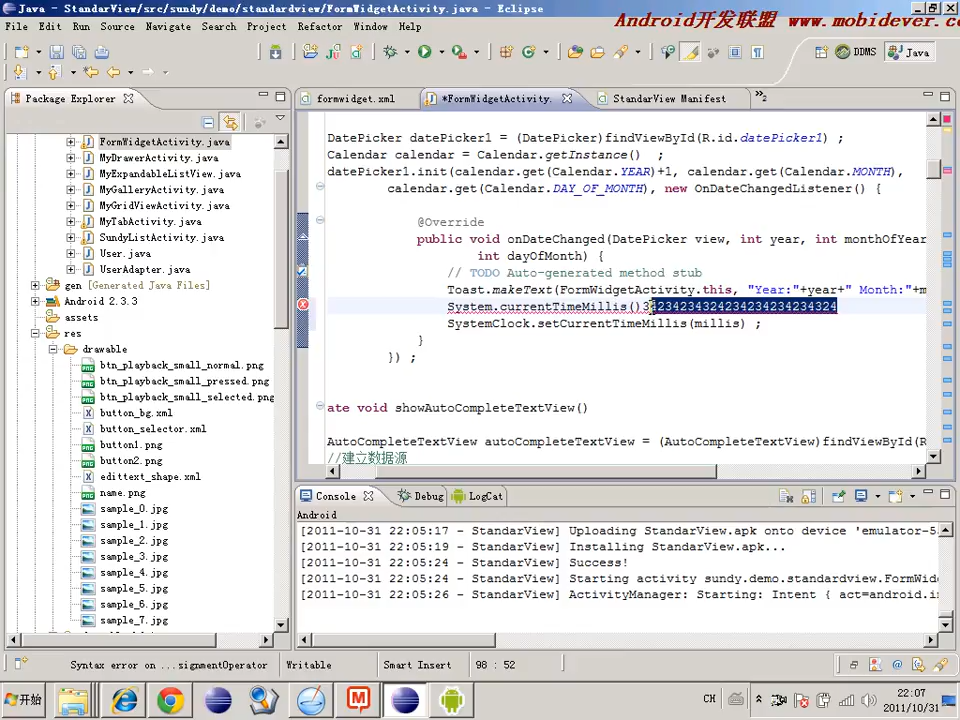 Java - StandarView/src/sundy/demo/standardview/FormWidgetActivity.java - Eclipse
Android开发联盟 www.mobidever.com
File Edit Run Source Navigate Search Project Refactor Window Help
DDMS Java
Package Explorer
formwidget.xml *FormWidgetActivity. StandarView Manifest »2
FormWidgetActivity.java
MyDrawerActivity.java
MyExpandableListView.java
MyGalleryActivity.java
MyGridViewActivity.java
MyTabActivity.java
SundyListActivity.java
User.java
UserAdapter.java
gen [Generated Java Files]
Android 2.3.3
assets
res
drawable
btn_playback_small_normal.png
btn_playback_small_pressed.png
btn_playback_small_selected.png
button_bg.xml
button_selector.xml
button1.png
button2.png
edittext_shape.xml
name.png
sample_0.jpg
sample_1.jpg
sample_2.jpg
sample_3.jpg
sample_4.jpg
sample_5.jpg
sample_6.jpg
sample_7.jpg
DatePicker datePicker1 = (DatePicker)findViewById(R.id.datePicker1) ;
Calendar calendar = Calendar.getInstance() ;
datePicker1.init(calendar.get(Calendar.YEAR)+1, calendar.get(Calendar.MONTH),
calendar.get(Calendar.DAY_OF_MONTH), new OnDateChangedListener() {
@Override
public void onDateChanged(DatePicker view, int year, int monthOfYear
int dayOfMonth) {
// TODO Auto-generated method stub
Toast.makeText(FormWidgetActivity.this, "Year:"+year+" Month:"+m
System.currentTimeMillis()
SystemClock.setCurrentTimeMillis(millis) ;
}
}) ;
ate void showAutoCompleteTextView()
AutoCompleteTextView autoCompleteTextView = (AutoCompleteTextView)findViewById(R
//建立数据源
Console Debug LogCat
Android
[2011-10-31 22:05:17 - StandarView] Uploading StandarView.apk onto device 'emulator-5
[2011-10-31 22:05:19 - StandarView] Installing StandarView.apk...
[2011-10-31 22:05:24 - StandarView] Success!
[2011-10-31 22:05:24 - StandarView] Starting activity sundy.demo.standardview.FormWid
[2011-10-31 22:05:26 - StandarView] ActivityManager: Starting: Intent { act=android.in
Syntax error on ...signmentOperator Writable Smart Insert 98 : 52
开始
CH
22:07
2011/10/31